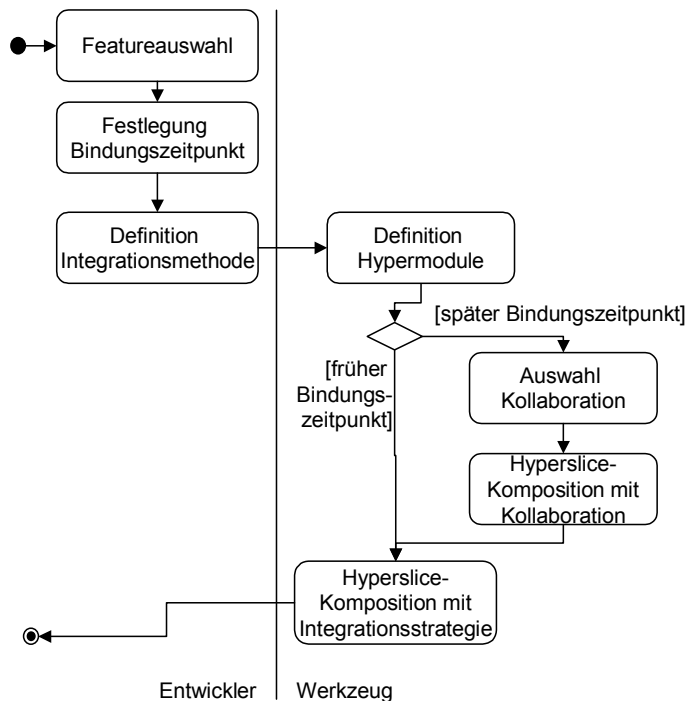 Featureauswahl
Festlegung
Bindungszeitpunkt
Definition
Integrationsmethode
Definition
Hypermodule
[später Bindungszeitpunkt]
[früher
Bindungs-
zeitpunkt]
Auswahl
Kollaboration
Hyperslice-
Komposition mit
Kollaboration
Hyperslice-
Komposition mit
Integrationsstrategie
Entwickler
Werkzeug